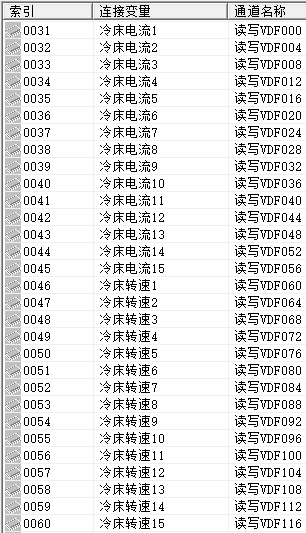 索引 连接变量 通道名称
0031 冷床电流1 读写VDF000
0032 冷床电流2 读写VDF004
0033 冷床电流3 读写VDF008
0034 冷床电流4 读写VDF012
0035 冷床电流5 读写VDF016
0036 冷床电流6 读写VDF020
0037 冷床电流7 读写VDF024
0038 冷床电流8 读写VDF028
0039 冷床电流9 读写VDF032
0040 冷床电流10 读写VDF036
0041 冷床电流11 读写VDF040
0042 冷床电流12 读写VDF044
0043 冷床电流13 读写VDF048
0044 冷床电流14 读写VDF052
0045 冷床电流15 读写VDF056
0046 冷床转速1 读写VDF060
0047 冷床转速2 读写VDF064
0048 冷床转速3 读写VDF068
0049 冷床转速4 读写VDF072
0050 冷床转速5 读写VDF076
0051 冷床转速6 读写VDF080
0052 冷床转速7 读写VDF084
0053 冷床转速8 读写VDF088
0054 冷床转速9 读写VDF092
0055 冷床转速10 读写VDF096
0056 冷床转速11 读写VDF100
0057 冷床转速12 读写VDF104
0058 冷床转速13 读写VDF108
0059 冷床转速14 读写VDF112
0060 冷床转速15 读写VDF116